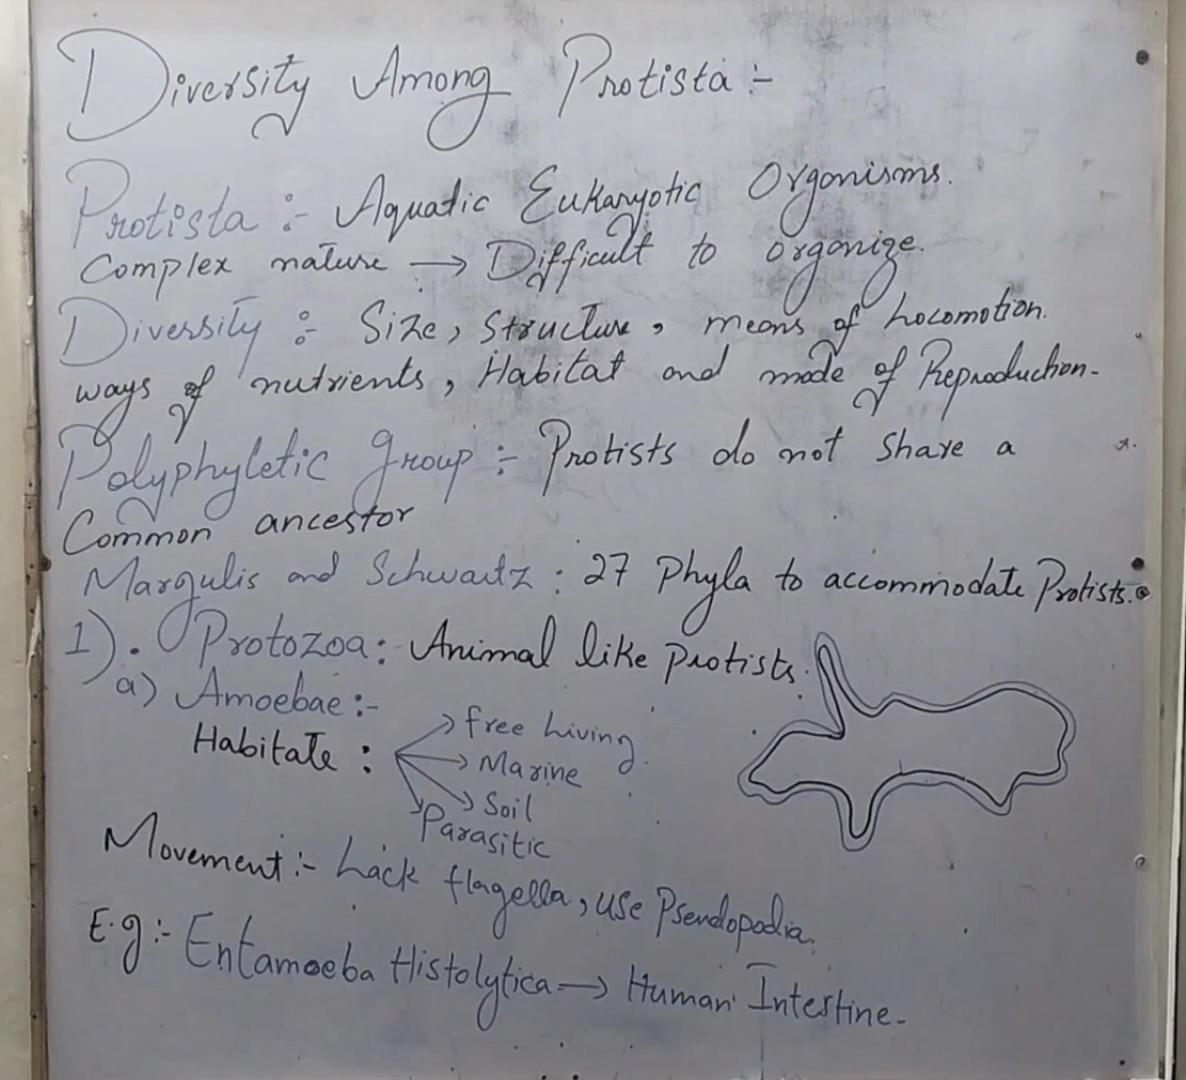 Diversity Among Protista :-
Protista :- Aquatic Eukaryotic Organisms.
Complex nature → Difficult to organize.
Diversity :- Size, Structure, means of Locomotion.
ways of nutrients, Habitat and mode of Reproduction-
Polyphyletic group :- Protists do not Share a
Common ancestor
Margulis and Schwartz : 27 Phyla to accommodate Protists.
1). Protozoa: Animal like Protists.
a) Amoebae :-
Habitate : → free Living.
→ Marine
→ Soil
Parasitic
Movement :- Lack flagella, use Pseudopodia.
E.g :- Entamoeba Histolytica → Human Intestine-